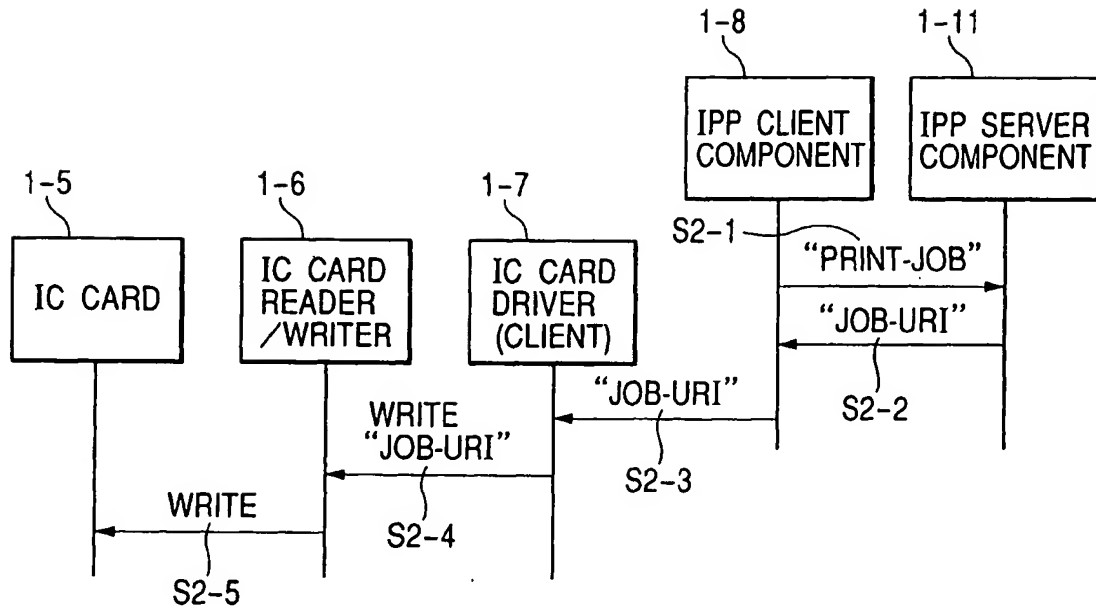 1-8
1-11
IPP CLIENT
COMPONENT
IPP SERVER
COMPONENT
1-5
1-6
1-7
IC CARD
IC CARD
READER
/WRITER
IC CARD
DRIVER
(CLIENT)
S2-1
“PRINT-JOB”
“JOB-URI”
S2-2
“JOB-URI”
S2-3
WRITE
“JOB-URI”
S2-4
WRITE
S2-5